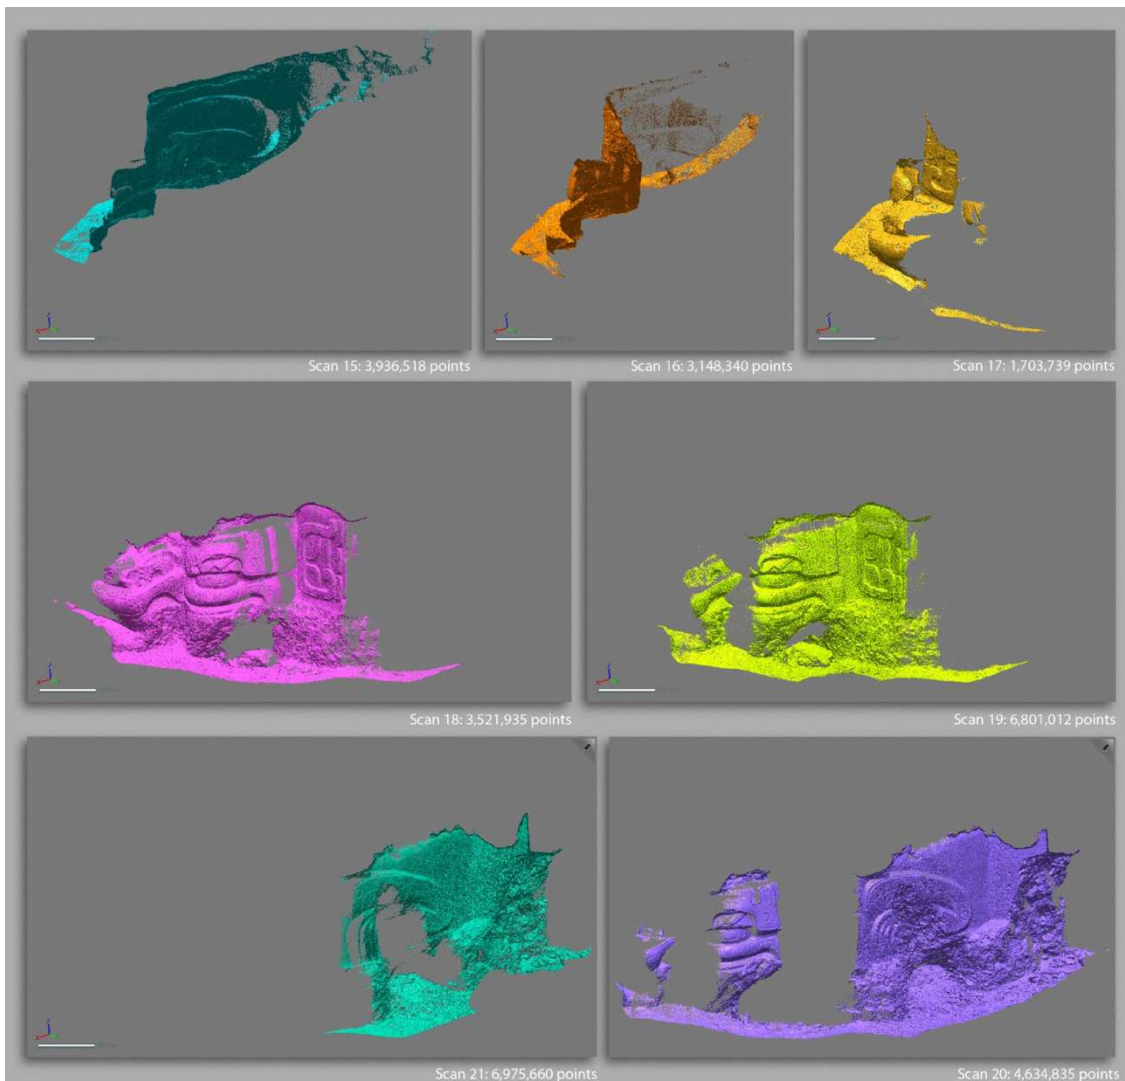 Scan 15: 3,936,518 points
Scan 16: 3,148,340 points
Scan 17: 1,703,739 points
Scan 18: 3,521,935 points
Scan 19: 6,801,012 points
Scan 21: 6,975,660 points
Scan 20: 4,634,835 points